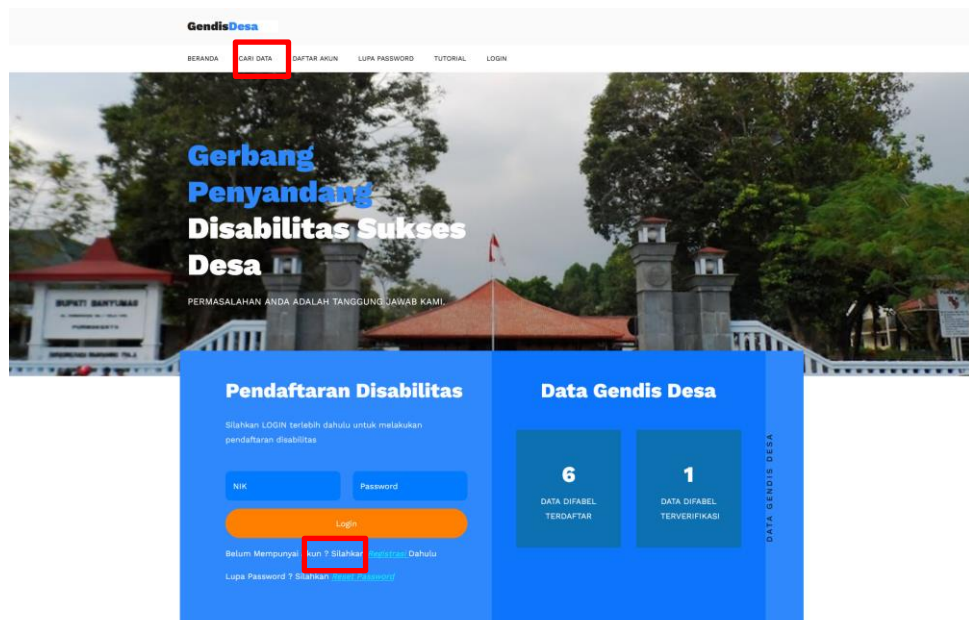 GendisDesa
BERANDA CARI DATA DAFTAR AKUN LUPA PASSWORD TUTORIAL LOGIN
Gerbang
Penyandang
Disabilitas Sukses
Desa
PERMASALAHAN ANDA ADALAH TANGGUNG JAWAB KAMI.
BUPATI BANYUMAS
PURWOKERTO
Pendaftaran Disabilitas
Silahkan LOGIN terlebih dahulu untuk melakukan
pendaftaran disabilitas
NIK Password
Login
Belum Mempunyai Akun ? Silahkan Registrasi Dahulu
Lupa Password ? Silahkan Reset Password
Data Gendis Desa
6
DATA DIFABEL
TERDAFTAR
1
DATA DIFABEL
TERVERIFIKASI
DATA GENDIS DESA